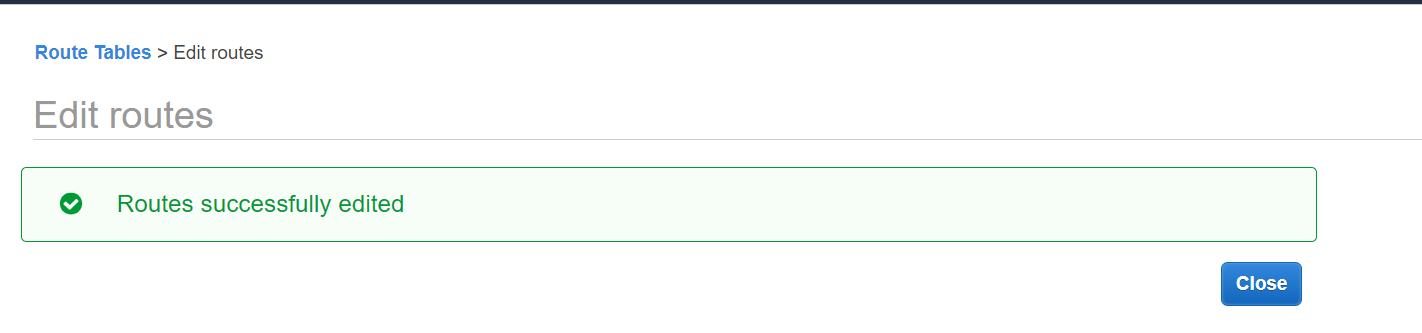 Route Tables > Edit routes
Edit routes
Routes successfully edited
Close